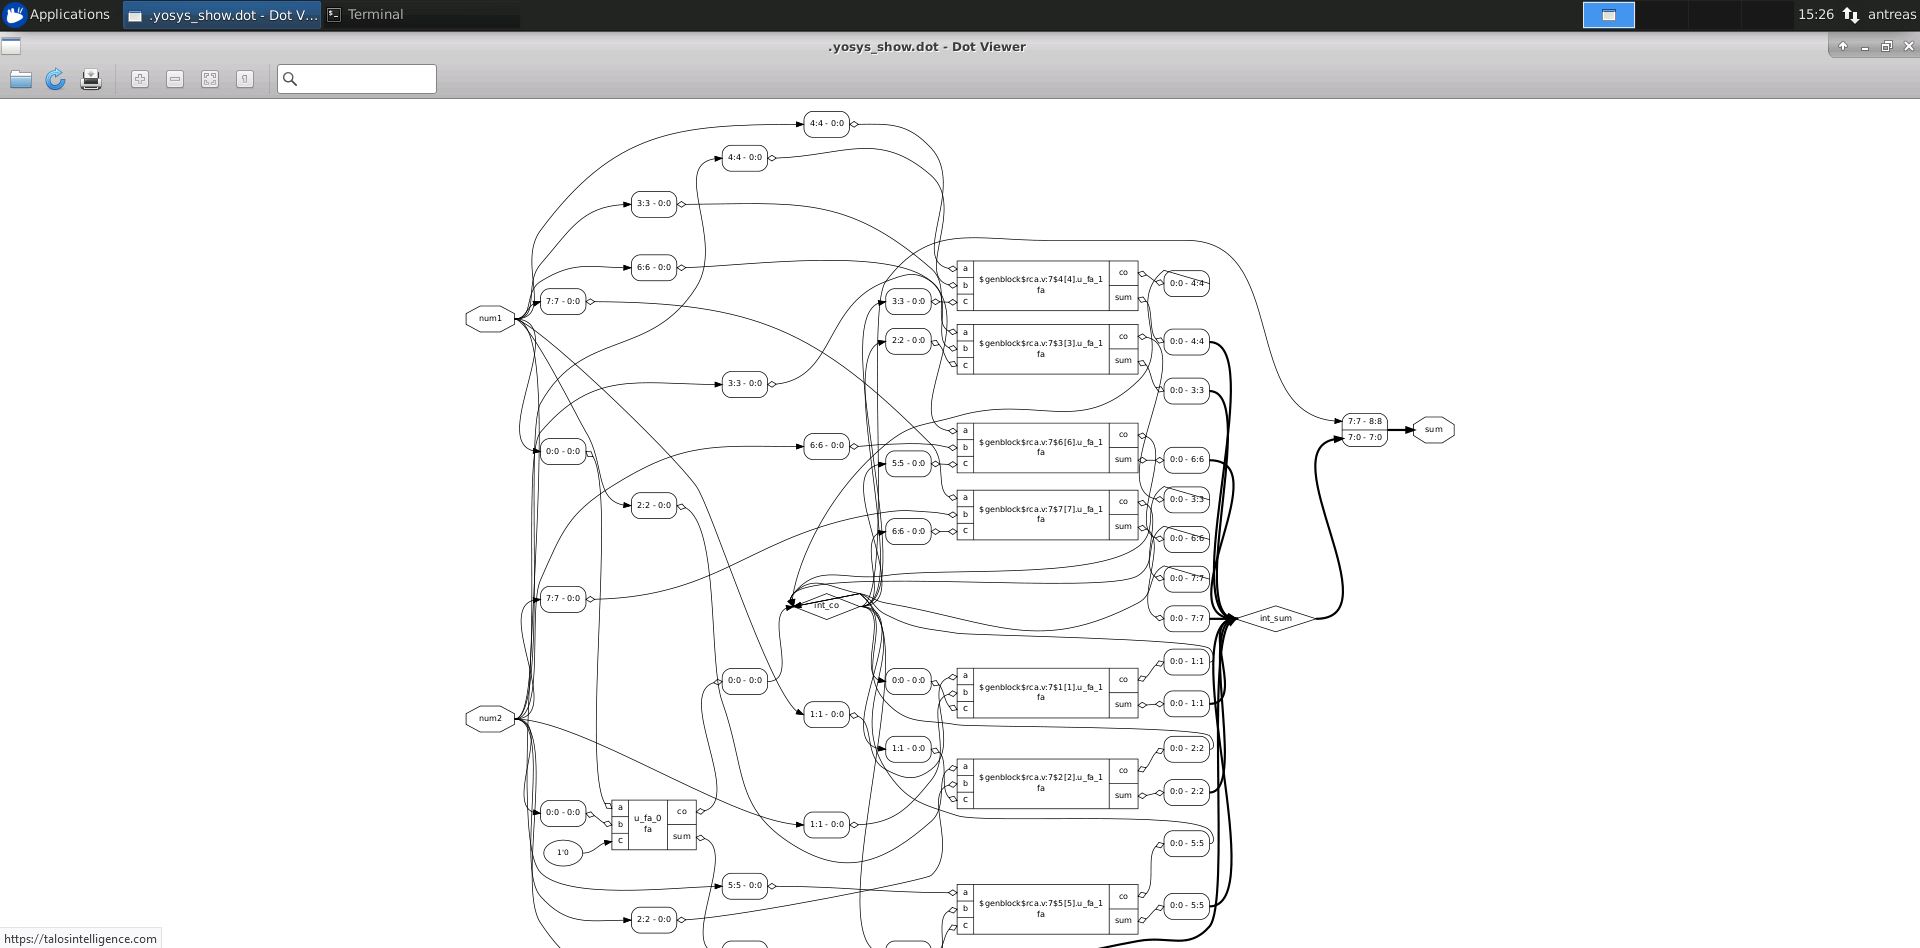 Applications .yosys_show.dot - Dot V... Terminal 15:26 antreas
.yosys_show.dot - Dot Viewer
4:4 - 0:0
4:4 - 0:0
3:3 - 0:0
6:6 - 0:0
7:7 - 0:0
num1
a
b
c
$genblock$rca.v:7$4[4].u_fa_1
fa
co
sum
0:0 - 4:4
3:3 - 0:0
2:2 - 0:0
a
b
c
$genblock$rca.v:7$3[3].u_fa_1
fa
co
sum
0:0 - 4:4
0:0 - 3:3
3:3 - 0:0
7:7 - 8:8
7:0 - 7:0
sum
0:0 - 0:0
6:6 - 0:0
5:5 - 0:0
a
b
c
$genblock$rca.v:7$6[6].u_fa_1
fa
co
sum
0:0 - 6:6
2:2 - 0:0
6:6 - 0:0
a
b
c
$genblock$rca.v:7$7[7].u_fa_1
fa
co
sum
0:0 - 3:3
0:0 - 6:6
0:0 - 7:7
0:0 - 7:7
7:7 - 0:0
int_co
int_sum
num2
0:0 - 0:0
1:1 - 0:0
0:0 - 0:0
a
b
c
$genblock$rca.v:7$1[1].u_fa_1
fa
co
sum
0:0 - 1:1
0:0 - 1:1
1:1 - 0:0
a
b
c
$genblock$rca.v:7$2[2].u_fa_1
fa
co
sum
0:0 - 2:2
0:0 - 2:2
0:0 - 0:0
1'0
a
b
c
u_fa_0
fa
co
sum
1:1 - 0:0
0:0 - 5:5
5:5 - 0:0
2:2 - 0:0
a
b
c
$genblock$rca.v:7$5[5].u_fa_1
fa
co
sum
0:0 - 5:5
https://talosintelligence.com